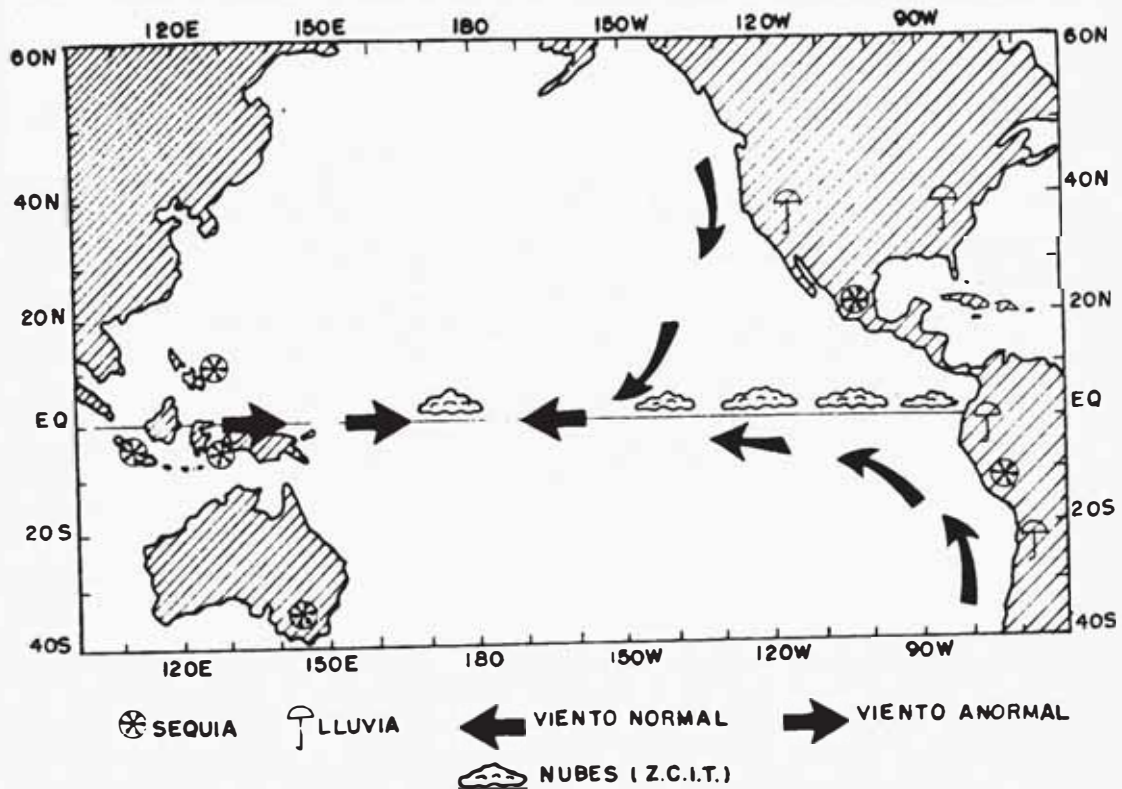 120E 150E 180 150W 120W 90W
60N 60N
40N 40N
20N 20N
EQ EQ
20S 20S
40S 40S
120E 150E 180 150W 120W 90W
SEQUIA LLUVIA VIENTO NORMAL VIENTO ANORMAL
NUBES (Z.C.I.T.)